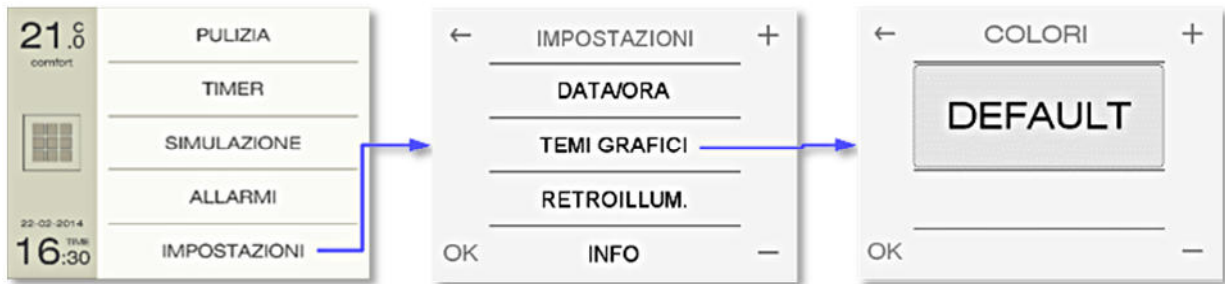 21.0 C
comfort
PULIZIA
TIMER
SIMULAZIONE
ALLARMI
IMPOSTAZIONI
22-02-2014
16:30 TIME
← IMPOSTAZIONI +
DATA/ORA
TEMI GRAFICI
RETROILLUM.
OK INFO −
← COLORI +
DEFAULT
OK −